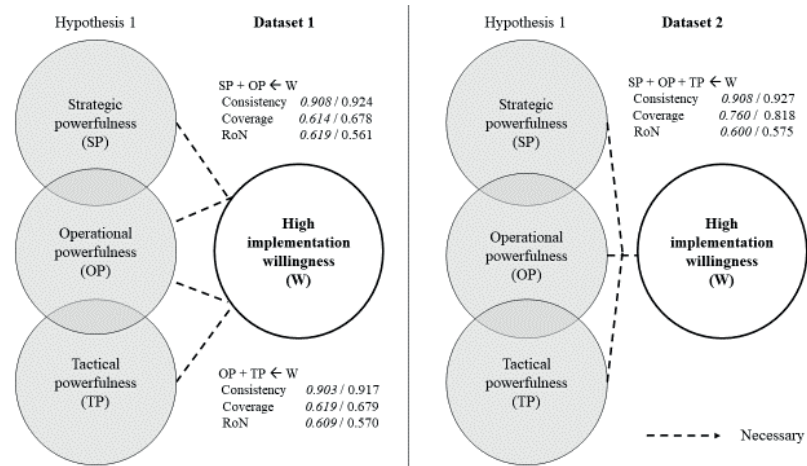 Hypothesis 1
Dataset 1
Strategic
powerfulness
(SP)
Operational
powerfulness
(OP)
Tactical
powerfulness
(TP)
SP + OP ← W
Consistency 0.908 / 0.924
Coverage 0.614 / 0.678
RoN 0.619 / 0.561
High
implementation
willingness
(W)
OP + TP ← W
Consistency 0.903 / 0.917
Coverage 0.619 / 0.679
RoN 0.609 / 0.570
Hypothesis 1
Dataset 2
Strategic
powerfulness
(SP)
Operational
powerfulness
(OP)
Tactical
powerfulness
(TP)
SP + OP + TP ← W
Consistency 0.908 / 0.927
Coverage 0.760 / 0.818
RoN 0.600 / 0.575
High
implementation
willingness
(W)
Necessary